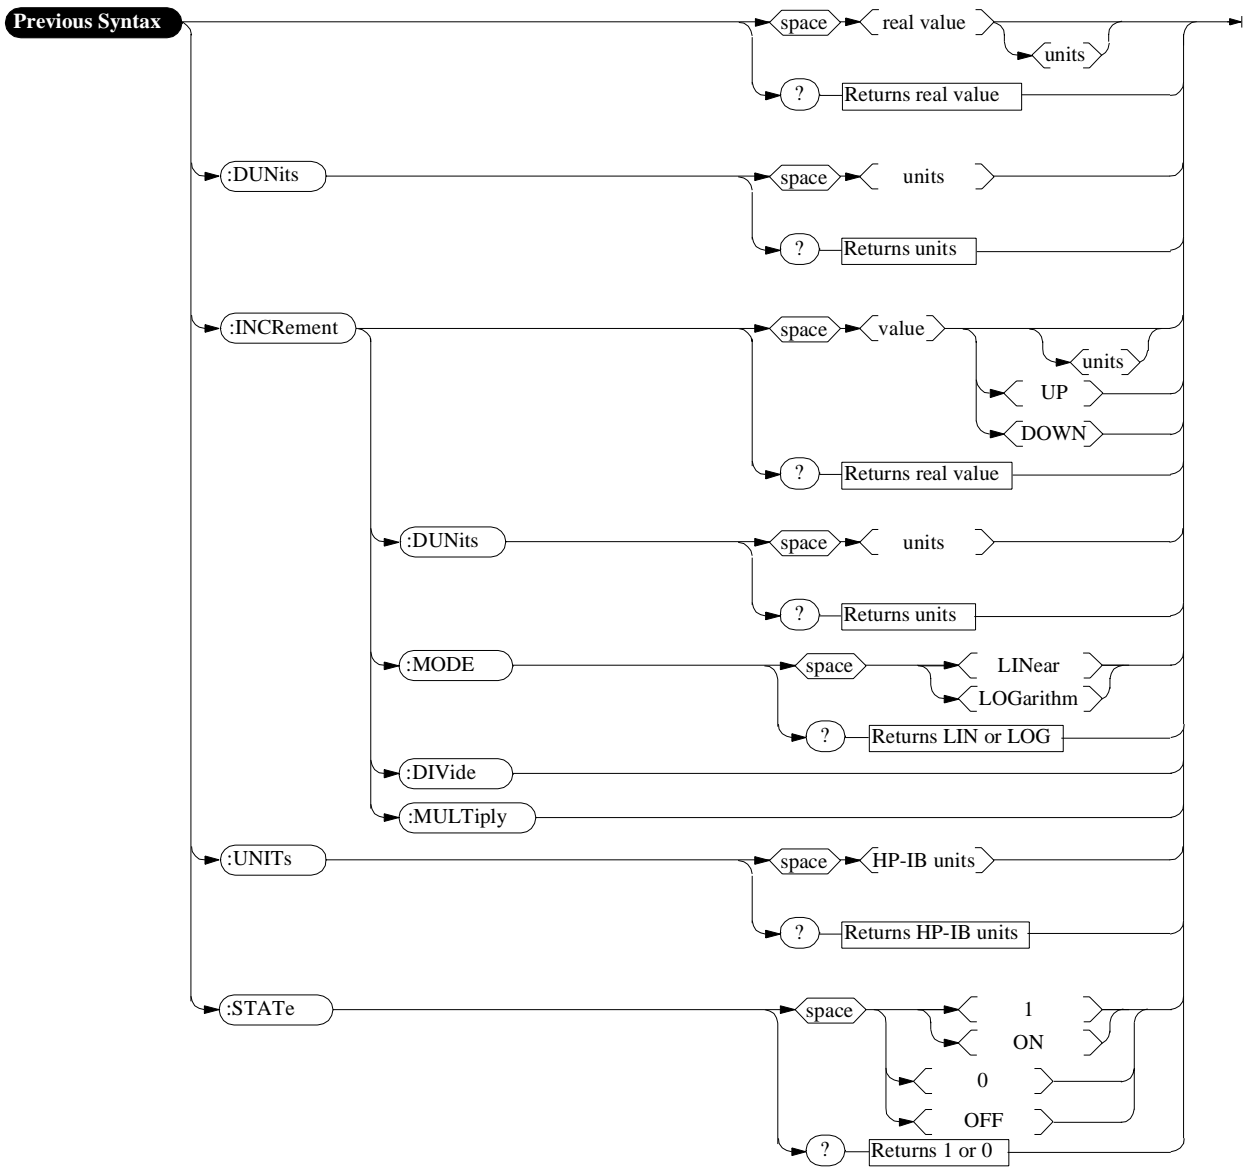 Previous Syntax
space real value
units
? Returns real value
:DUNits space units
? Returns units
:INCRement space value
units
UP
DOWN
? Returns real value
:DUNits space units
? Returns units
:MODE space LINear
LOGarithm
? Returns LIN or LOG
:DIVide
:MULTiply
:UNITs space HP-IB units
? Returns HP-IB units
:STATe space 1
ON
0
OFF
? Returns 1 or 0